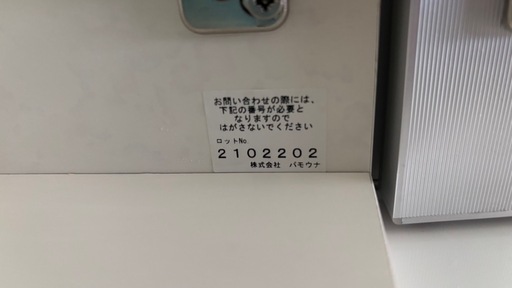 お問い合わせの際には、
下記の番号が必要と
なりますので
はがさないでください
ロットNo.
2102202
株式会社 パモウナ